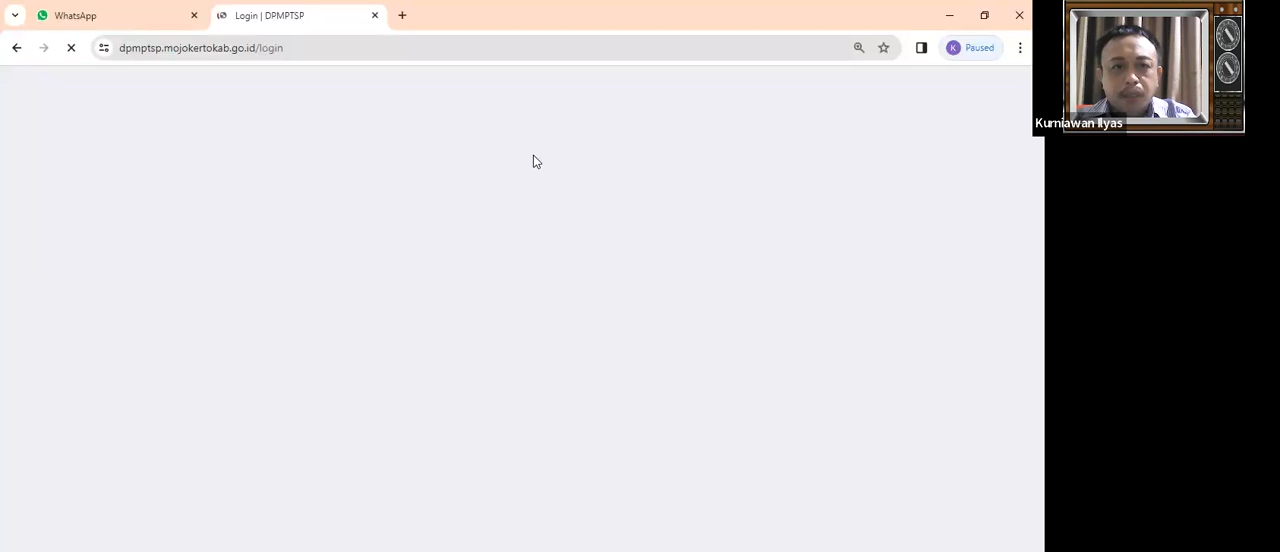 WhatsApp
Login | DPMPTSP
dpmptsp.mojokertokab.go.id/login
K
Paused
Kurniawan Ilyas